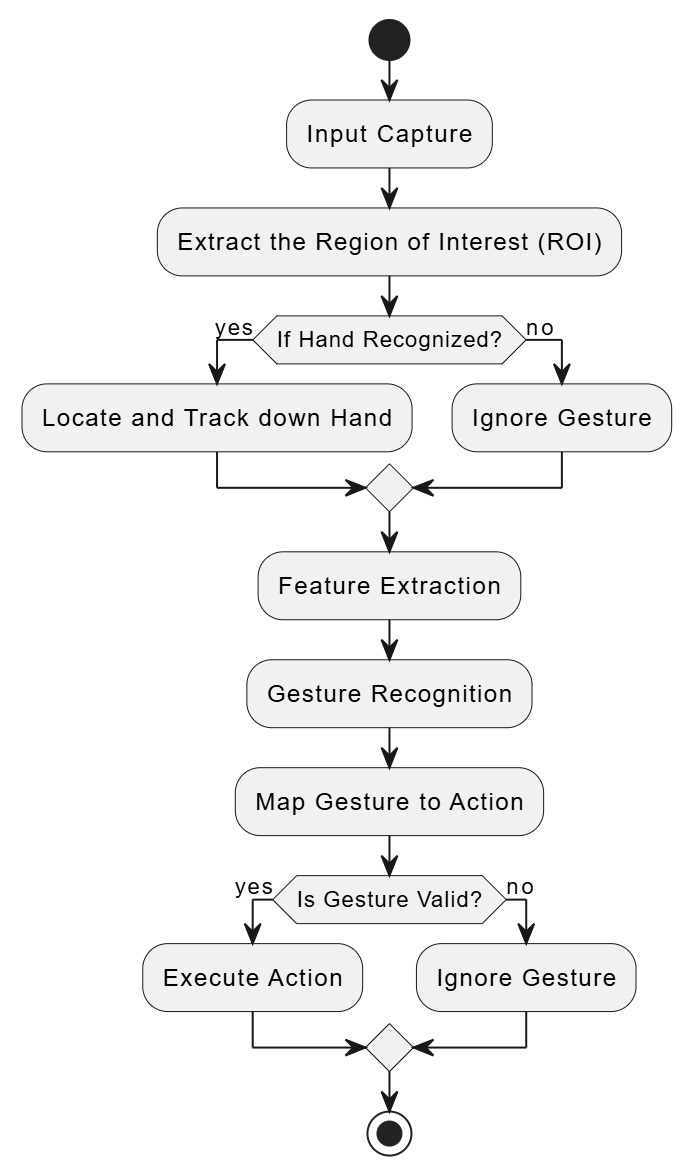 Input Capture
Extract the Region of Interest (ROI)
yes
If Hand Recognized?
no
Locate and Track down Hand
Ignore Gesture
Feature Extraction
Gesture Recognition
Map Gesture to Action
yes
Is Gesture Valid?
no
Execute Action
Ignore Gesture